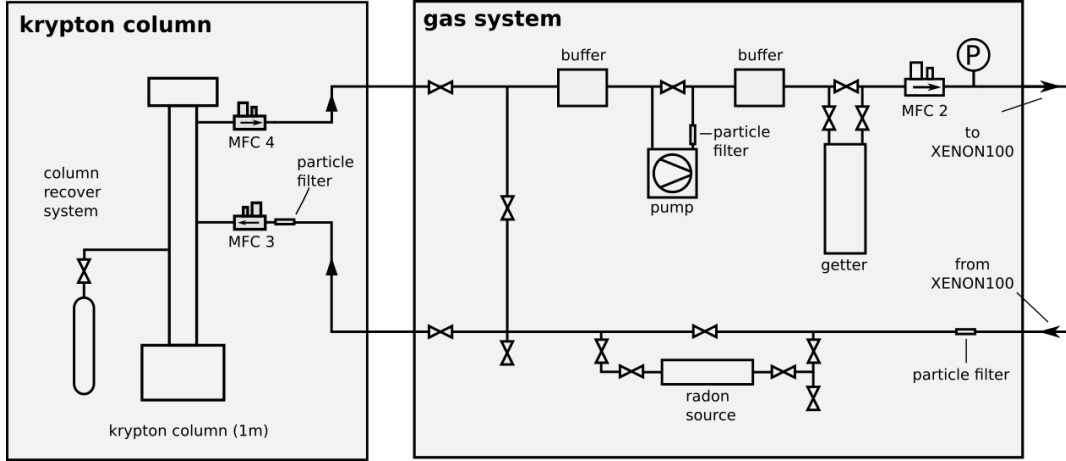 krypton column
gas system
buffer
buffer
P
MFC 2
to
XENON100
MFC 4
particle
filter
particle
filter
column
recover
system
pump
MFC 3
getter
from
XENON100
particle filter
radon
source
krypton column (1m)